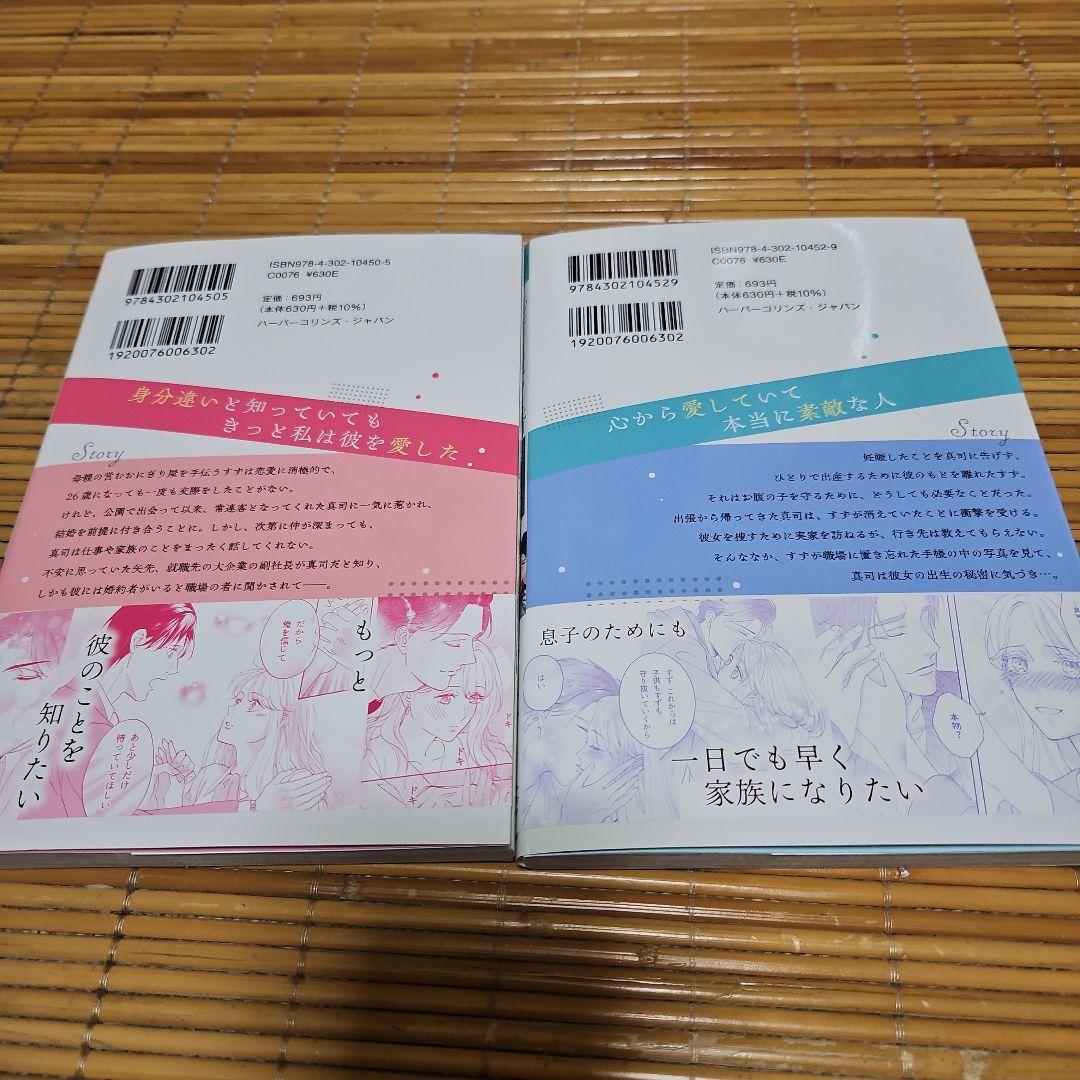 ISBN978-4-302-10450-5
C0076 ¥630E
9784302104505
定価:693円
(本体630円+税10%)
ハーパーコリンズ・ジャパン
1920076006302
身分違いと知っていても
きっと私は彼を愛した
Story
母親の営むおにぎり屋を手伝うすずは恋愛に消極的で、
26歳になっても一度も交際をしたことがない。
けれど、公園で出会って以来、常連客となってくれた真司に一気に惹かれ、
結婚を前提に付き合うことに。しかし、次第に仲が深まっても、
真司は仕事や家族のことをまったく話してくれない。
不安に思っていた矢先、就職先の大企業の副社長が真司だと知り、
しかも彼には婚約者がいると職場の者に聞かされて――。
もっと
彼のことを
知りたい
だから
俺を信じて
あと少しだけ
待っていてほしい
ドキ
ドキ
ドキ
ISBN978-4-302-10452-9
C0076 ¥630E
9784302104529
定価:693円
(本体630円+税10%)
ハーパーコリンズ・ジャパン
1920076006302
心から愛していて
本当に素敵な人
Story
妊娠したことを真司に告げず、
ひとりで出産するために彼のもとを離れたすず。
それはお腹の子を守るために、どうしても必要なことだった。
出張から帰ってきた真司は、すずが消えていたことに衝撃を受ける。
彼女を捜すために実家を訪ねるが、行き先は教えてもらえない。
そんななか、すずが職場に置き忘れた手帳の中の写真を見て、
真司は彼女の出生の秘密に気づき…。
息子のためにも
はい
すず これからは
子供もすずも
守り抜いていくから
本物?
一日でも早く
家族になりたい